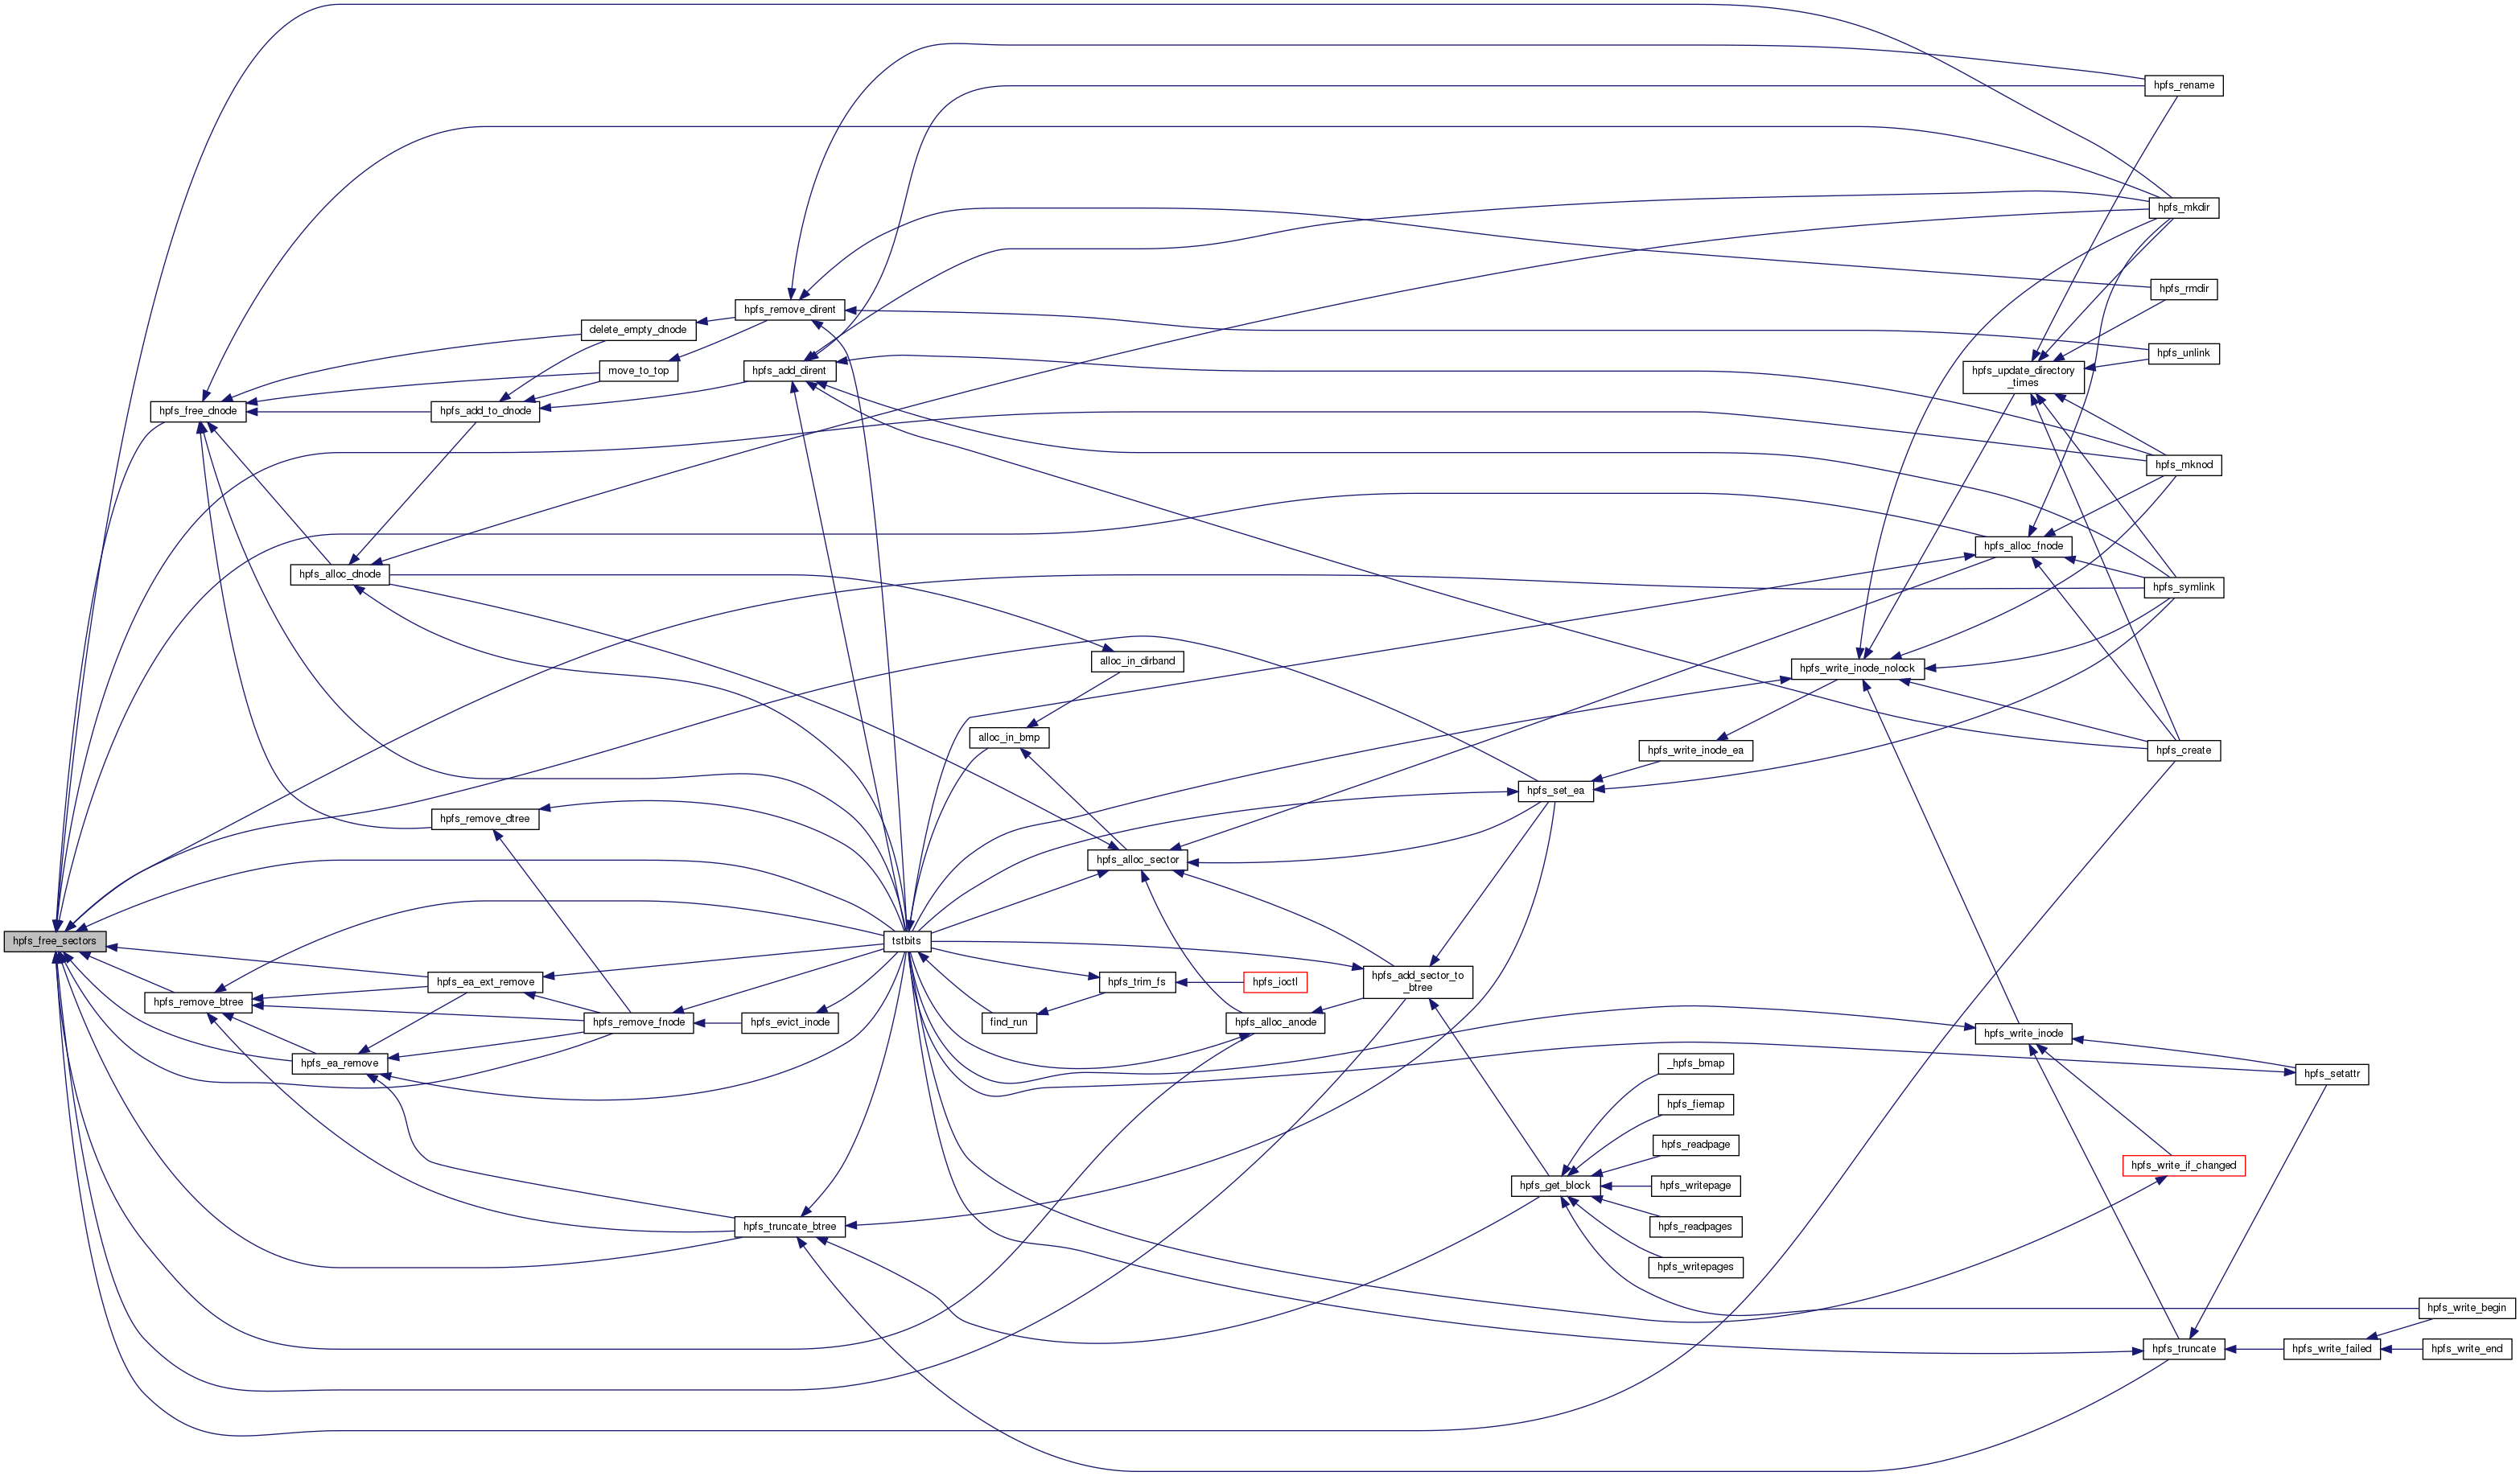 hpfs_rename
hpfs_mkdir
hpfs_rmdir
hpfs_remove_dirent
delete_empty_dnode
hpfs_unlink
move_to_top
hpfs_add_dirent
hpfs_update_directory
_times
hpfs_free_dnode
hpfs_add_to_dnode
hpfs_mknod
hpfs_alloc_fnode
hpfs_alloc_dnode
hpfs_symlink
alloc_in_dirband
hpfs_write_inode_nolock
alloc_in_bmp
hpfs_write_inode_ea
hpfs_create
hpfs_set_ea
hpfs_remove_dtree
hpfs_alloc_sector
hpfs_free_sectors
tstbits
hpfs_ea_ext_remove
hpfs_trim_fs
hpfs_ioctl
hpfs_add_sector_to
_btree
hpfs_remove_btree
hpfs_remove_fnode
hpfs_evict_inode
find_run
hpfs_alloc_anode
hpfs_write_inode
hpfs_ea_remove
_hpfs_bmap
hpfs_setattr
hpfs_fiemap
hpfs_readpage
hpfs_write_if_changed
hpfs_get_block
hpfs_writepage
hpfs_truncate_btree
hpfs_readpages
hpfs_writepages
hpfs_write_begin
hpfs_truncate
hpfs_write_failed
hpfs_write_end